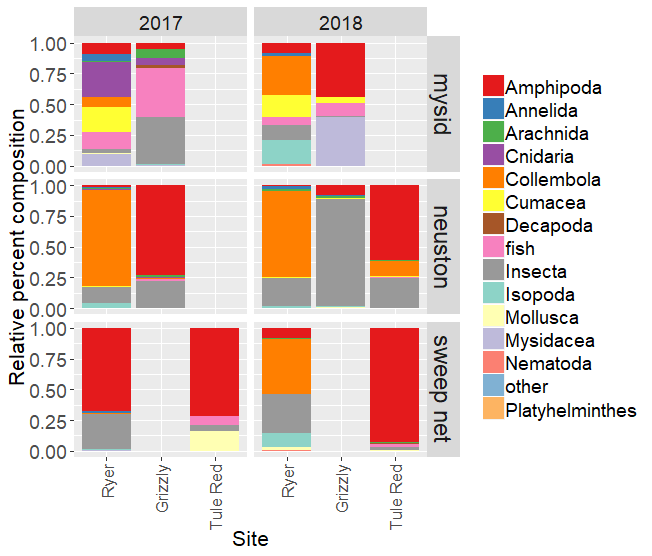 2017
2018
1.00
0.75
0.50
0.25
0.00
mysid
1.00
0.75
0.50
0.25
0.00
neuston
1.00
0.75
0.50
0.25
0.00
sweep net
Relative percent composition
Ryer
Grizzly
Tule Red
Ryer
Grizzly
Tule Red
Site
Amphipoda
Annelida
Arachnida
Cnidaria
Collembola
Cumacea
Decapoda
fish
Insecta
Isopoda
Mollusca
Mysidacea
Nematoda
other
Platyhelminthes